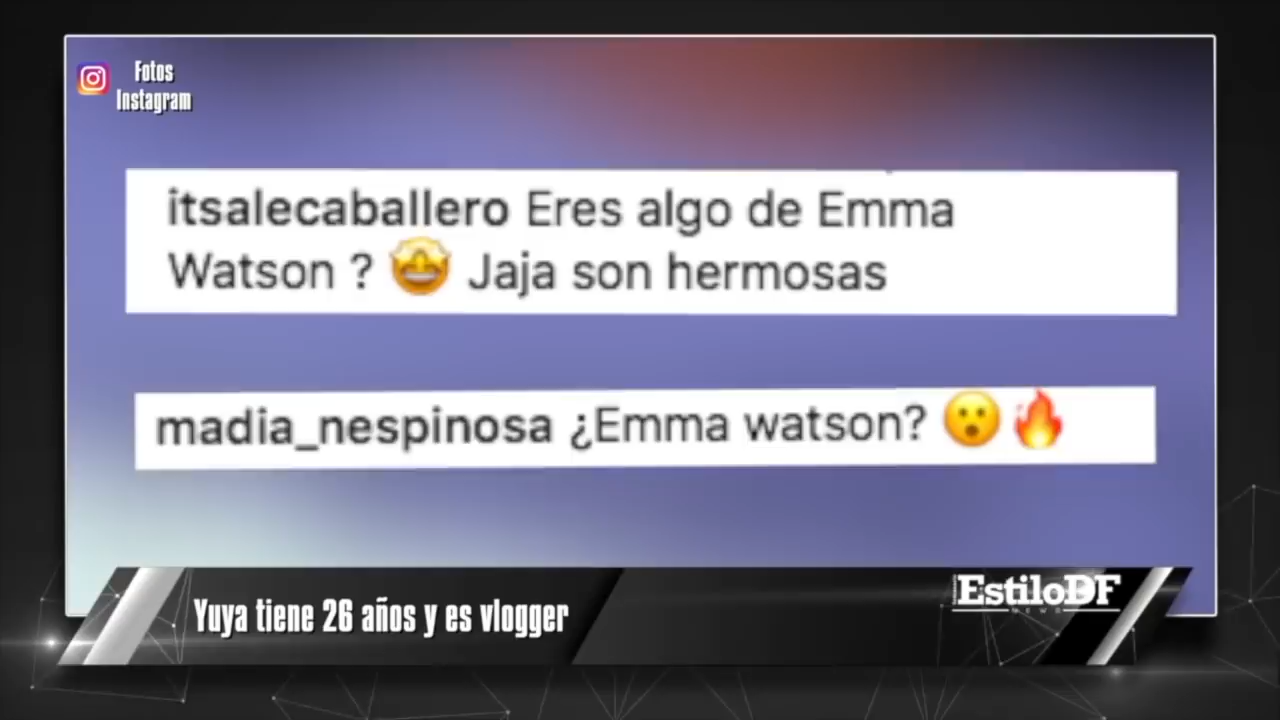 Fotos
Instagram
itsalecaballero Eres algo de Emma
Watson ? 🤩 Jaja son hermosas
madia_nespinosa ¿Emma watson? 😮🔥
EstiloDF
NEWS
Yuya tiene 26 años y es vlogger